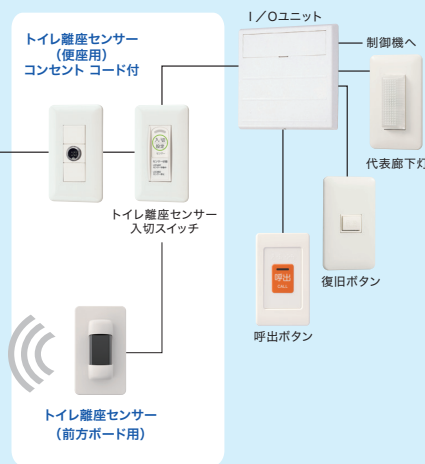 I/Oユニット
トイレ離座センサー
(便座用)
コンセント コード付
制御機へ
代表廊下灯
トイレ離座センサー
入切スイッチ
復旧ボタン
呼出
CALL
呼出ボタン
トイレ離座センサー
(前方ボード用)